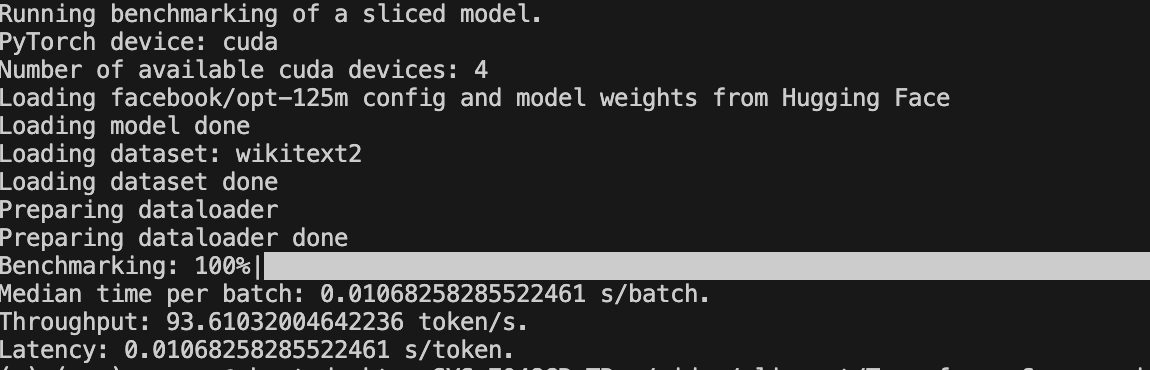 Running benchmarking of a sliced model.
PyTorch device: cuda
Number of available cuda devices: 4
Loading facebook/opt-125m config and model weights from Hugging Face
Loading model done
Loading dataset: wikitext2
Loading dataset done
Preparing dataloader
Preparing dataloader done
Benchmarking: 100%|
Median time per batch: 0.01068258285522461 s/batch.
Throughput: 93.61032004642236 token/s.
Latency: 0.01068258285522461 s/token.